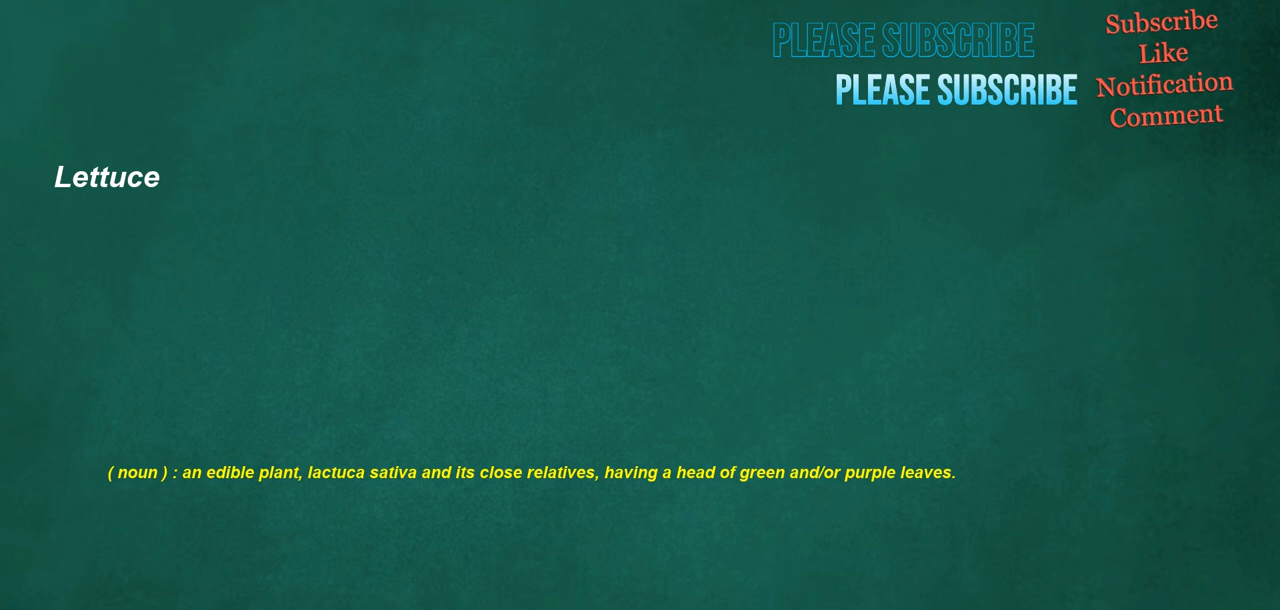 PLEASE SUBSCRIBE
PLEASE SUBSCRIBE
Subscribe
Like
Notification
Comment
Lettuce
( noun ) : an edible plant, lactuca sativa and its close relatives, having a head of green and/or purple leaves.